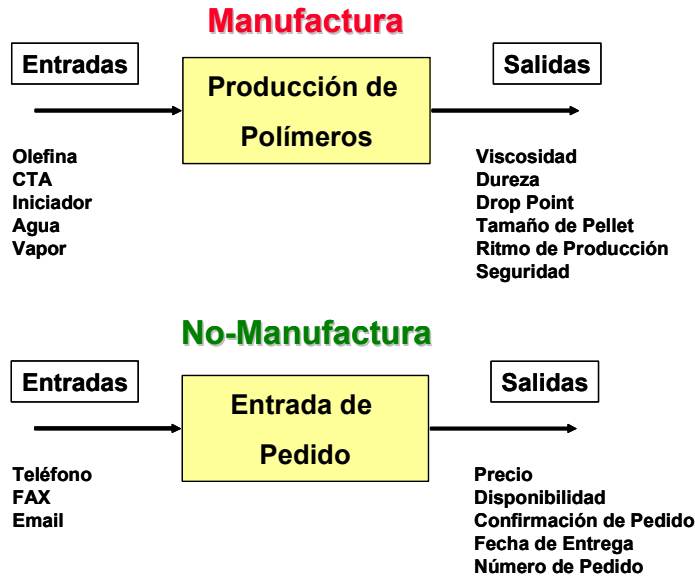 Manufactura
Entradas
Producción de
Polímeros
Salidas
Olefina
CTA
Iniciador
Agua
Vapor
Viscosidad
Dureza
Drop Point
Tamaño de Pellet
Ritmo de Producción
Seguridad
No-Manufactura
Entradas
Entrada de
Pedido
Salidas
Teléfono
FAX
Email
Precio
Disponibilidad
Confirmación de Pedido
Fecha de Entrega
Número de Pedido